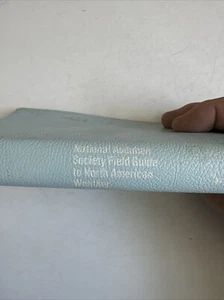 National Audubon
Society Field Guide
to North American
Weather